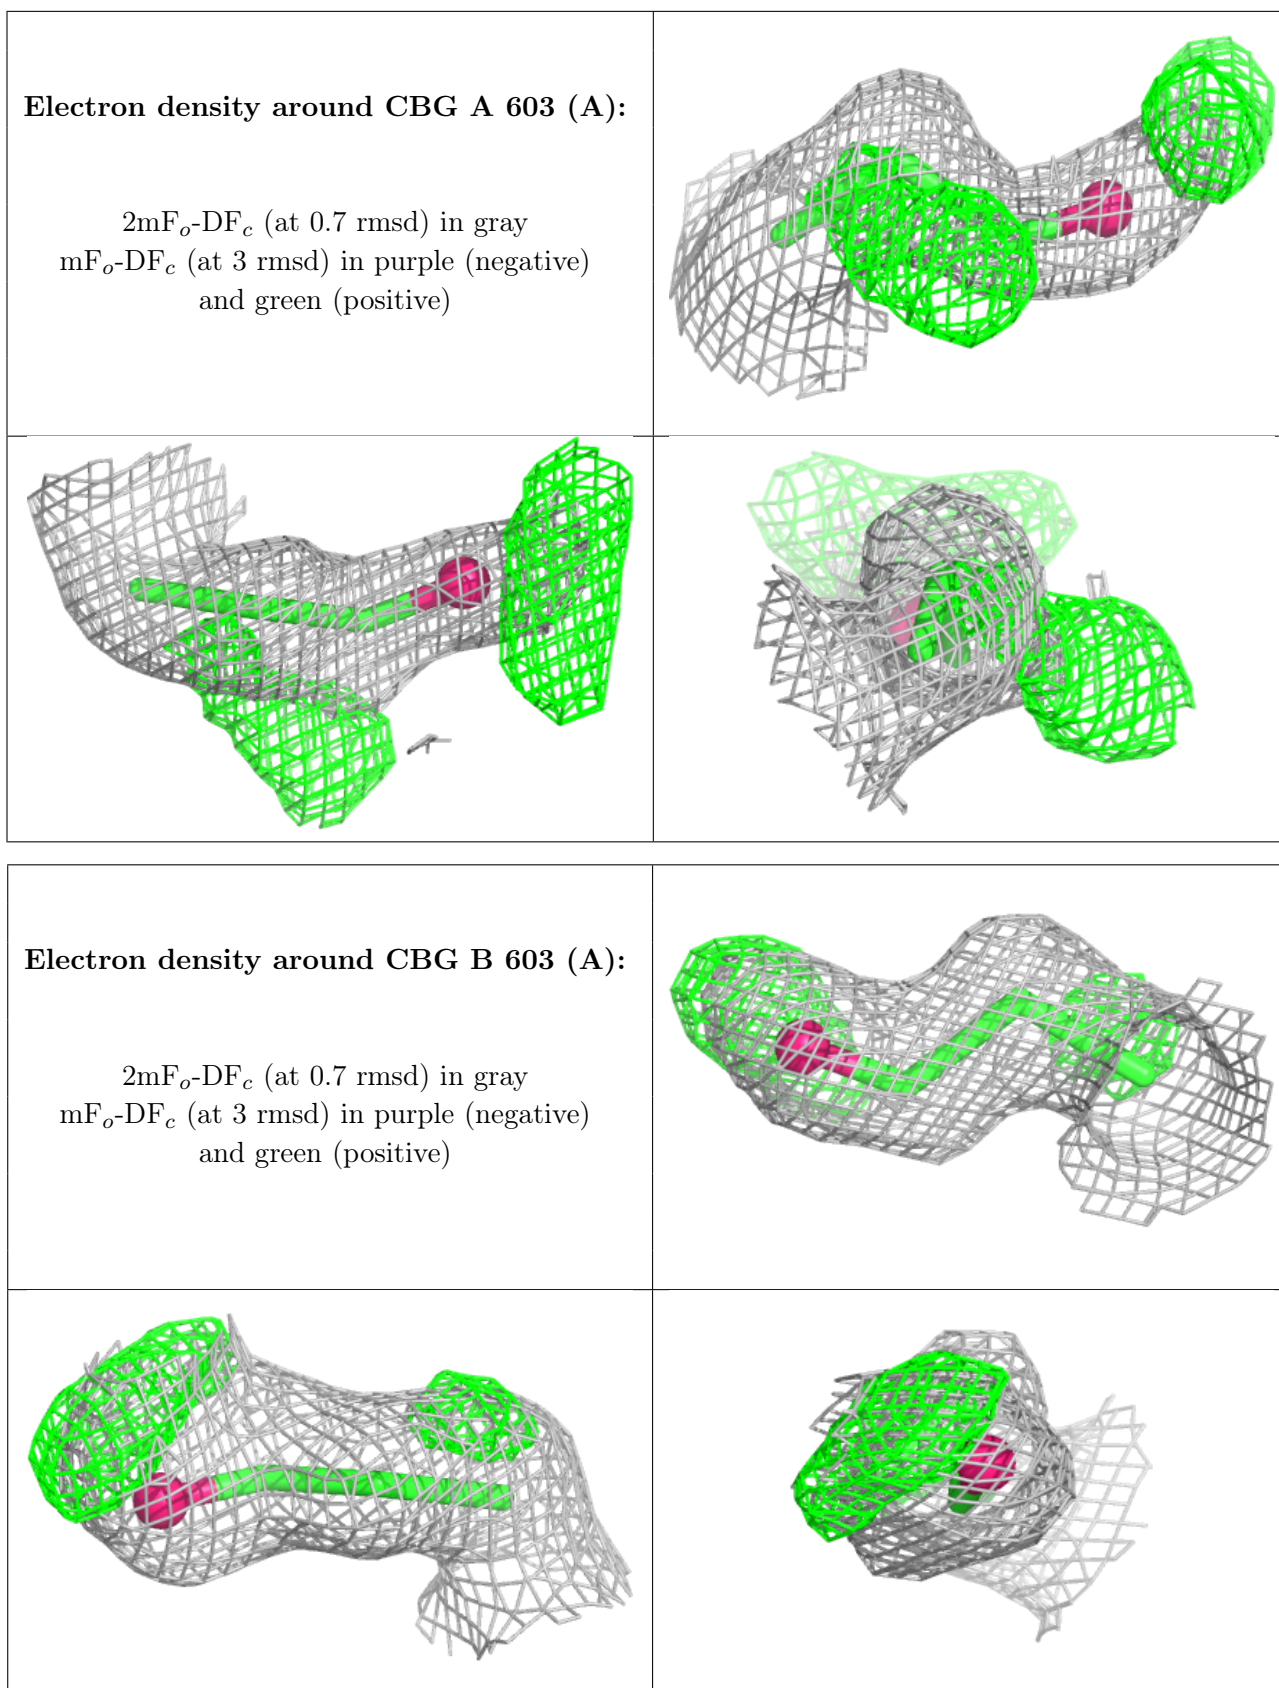 Electron density around CBG A 603 (A):
2mFo-DFc (at 0.7 rmsd) in gray
mFo-DFc (at 3 rmsd) in purple (negative)
and green (positive)
Electron density around CBG B 603 (A):
2mFo-DFc (at 0.7 rmsd) in gray
mFo-DFc (at 3 rmsd) in purple (negative)
and green (positive)